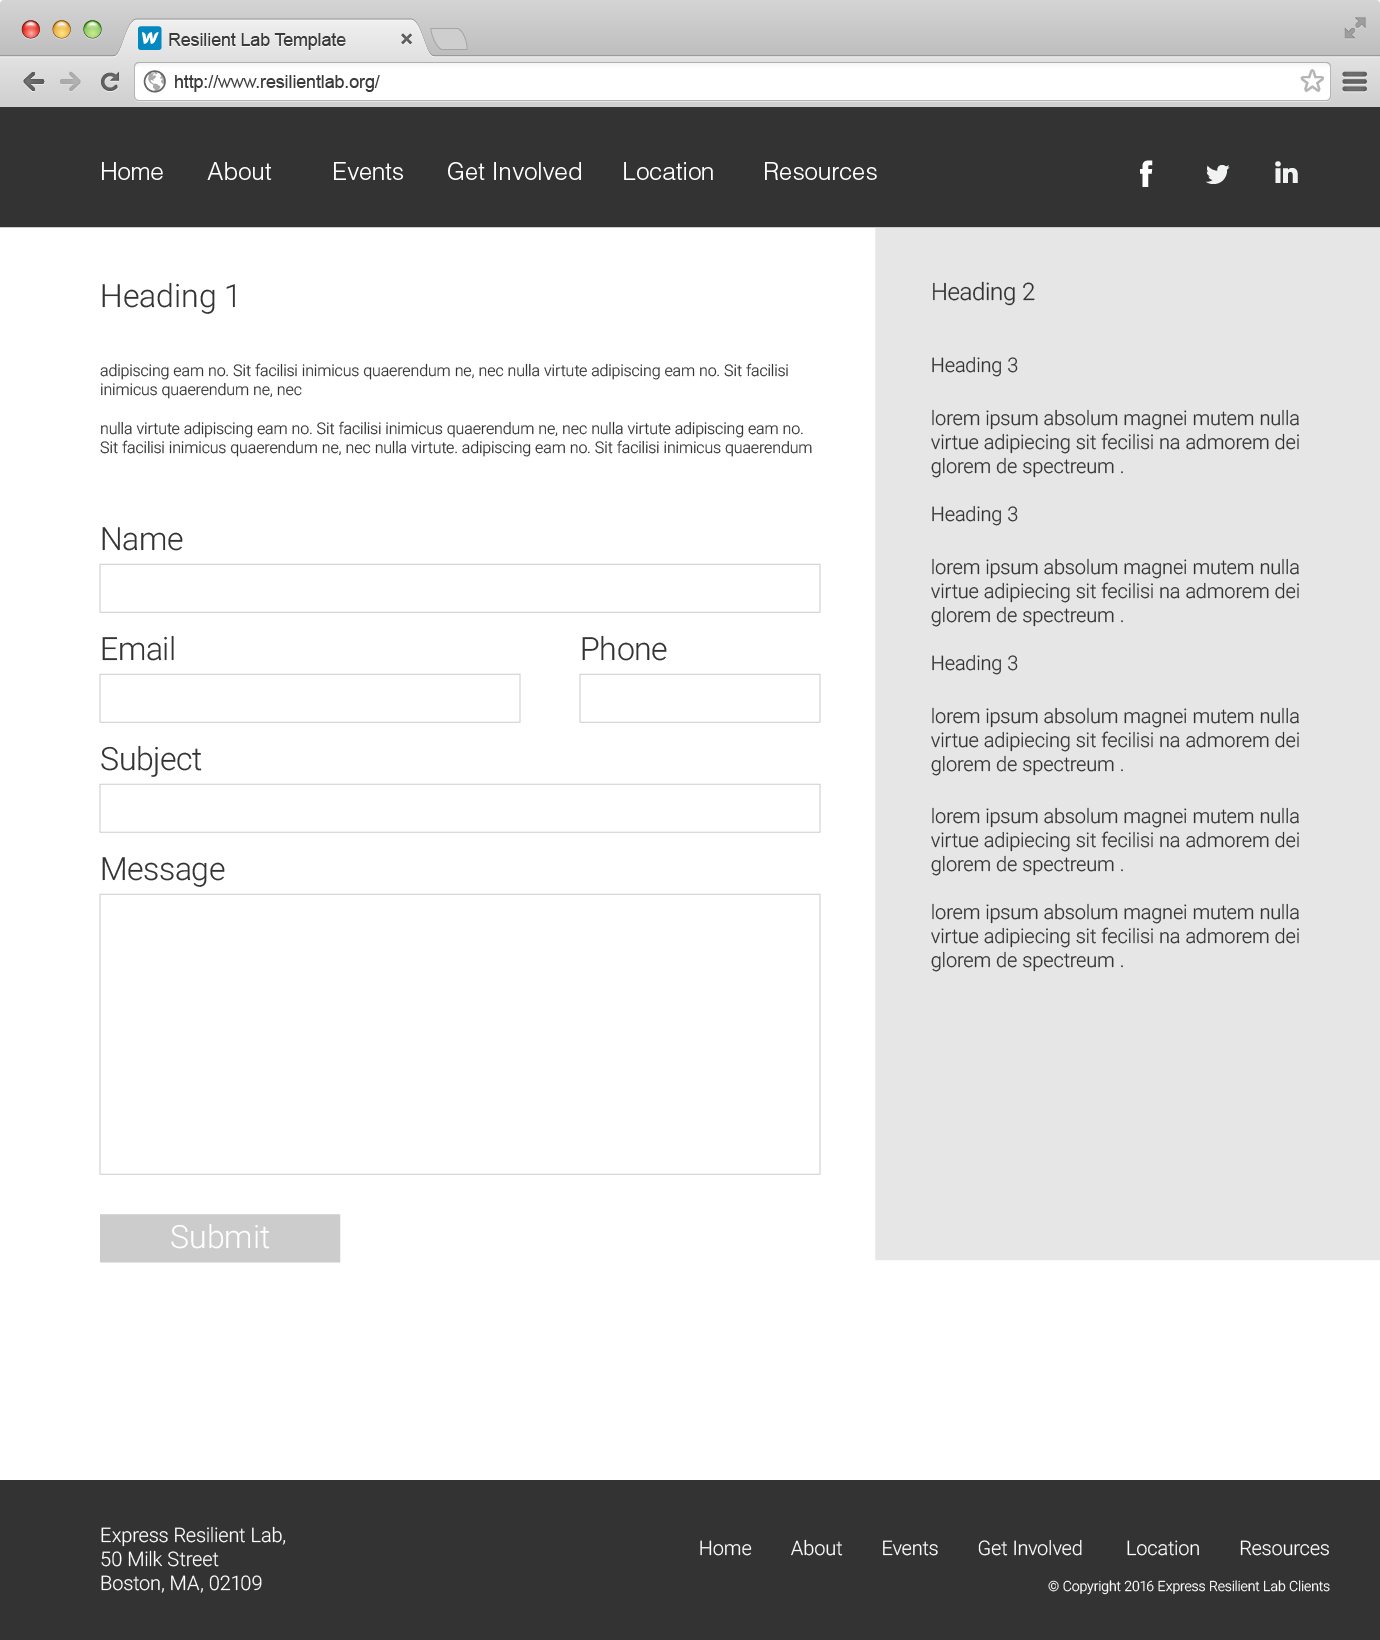 Resilient Lab Template
http://www.resilientlab.org/
Home About Events Get Involved Location Resources
Heading 1
adipiscing eam no. Sit facilisi inimicus quaerendum ne, nec nulla virtute adipiscing eam no. Sit facilisi
inimicus quaerendum ne, nec
nulla virtute adipiscing eam no. Sit facilisi inimicus quaerendum ne, nec nulla virtute adipiscing eam no.
Sit facilisi inimicus quaerendum ne, nec nulla virtute. adipiscing eam no. Sit facilisi inimicus quaerendum
Name
Email Phone
Subject
Message
Submit
Heading 2
Heading 3
lorem ipsum absolum magnei mutem nulla
virtue adipiecing sit fecilisi na admorem dei
glorem de spectreum .
Heading 3
lorem ipsum absolum magnei mutem nulla
virtue adipiecing sit fecilisi na admorem dei
glorem de spectreum .
Heading 3
lorem ipsum absolum magnei mutem nulla
virtue adipiecing sit fecilisi na admorem dei
glorem de spectreum .
lorem ipsum absolum magnei mutem nulla
virtue adipiecing sit fecilisi na admorem dei
glorem de spectreum .
lorem ipsum absolum magnei mutem nulla
virtue adipiecing sit fecilisi na admorem dei
glorem de spectreum .
Express Resilient Lab,
50 Milk Street
Boston, MA, 02109
Home About Events Get Involved Location Resources
© Copyright 2016 Express Resilient Lab Clients